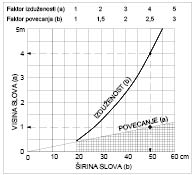 Faktor izduženosti (a) 1 2 3 4 5
Faktor povećanja (b) 1 1,5 2 2,5 3
5m
4
3
2
1
0
VISINA SLOVA (a)
IZDUŽENOST (b)
POVEĆANJE (a)
10 20 30 40 50 60 cm
ŠIRINA SLOVA (b)